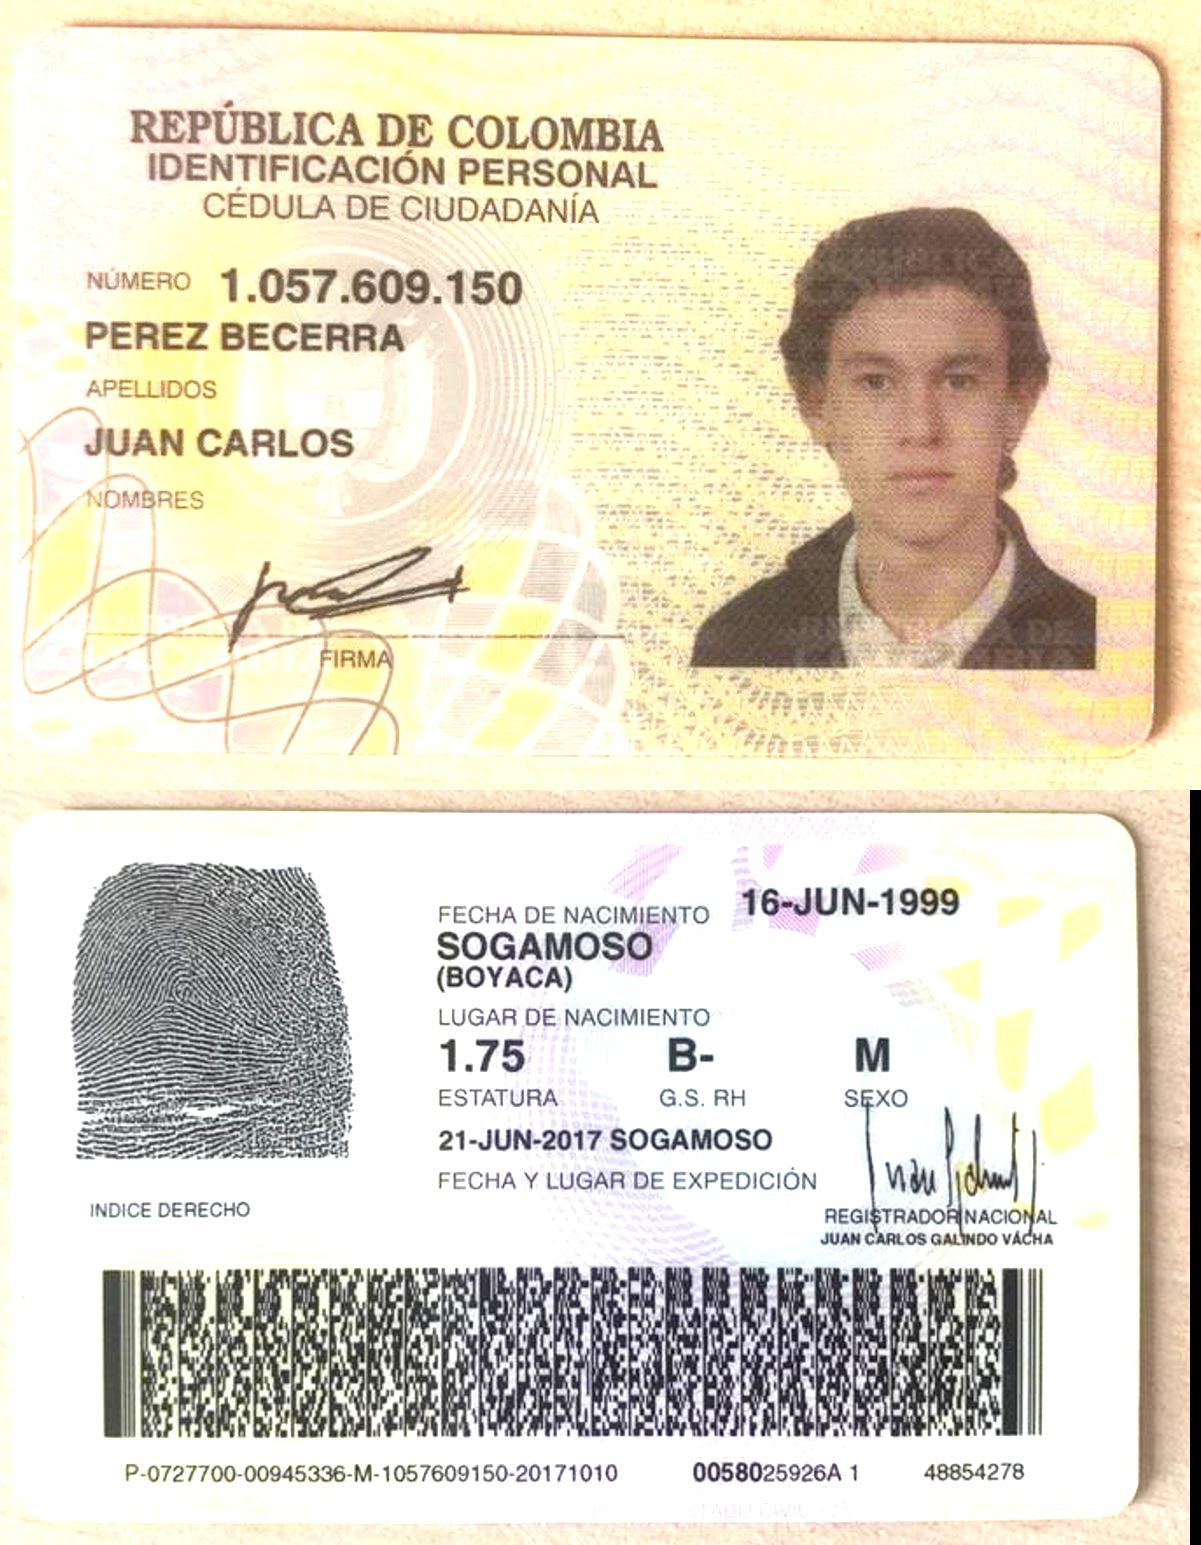 REPÚBLICA DE COLOMBIA
IDENTIFICACIÓN PERSONAL
CÉDULA DE CIUDADANÍA
NÚMERO 1.057.609.150
PEREZ BECERRA
APELLIDOS
JUAN CARLOS
NOMBRES
FIRMA
FECHA DE NACIMIENTO 16-JUN-1999
SOGAMOSO
(BOYACA)
LUGAR DE NACIMIENTO
1.75 B- M
ESTATURA G.S. RH SEXO
21-JUN-2017 SOGAMOSO
FECHA Y LUGAR DE EXPEDICIÓN
INDICE DERECHO
REGISTRADOR NACIONAL
JUAN CARLOS GALINDO VÁCHA
P-0727700-00945336-M-1057609150-20171010 0058025926A 1 48854278